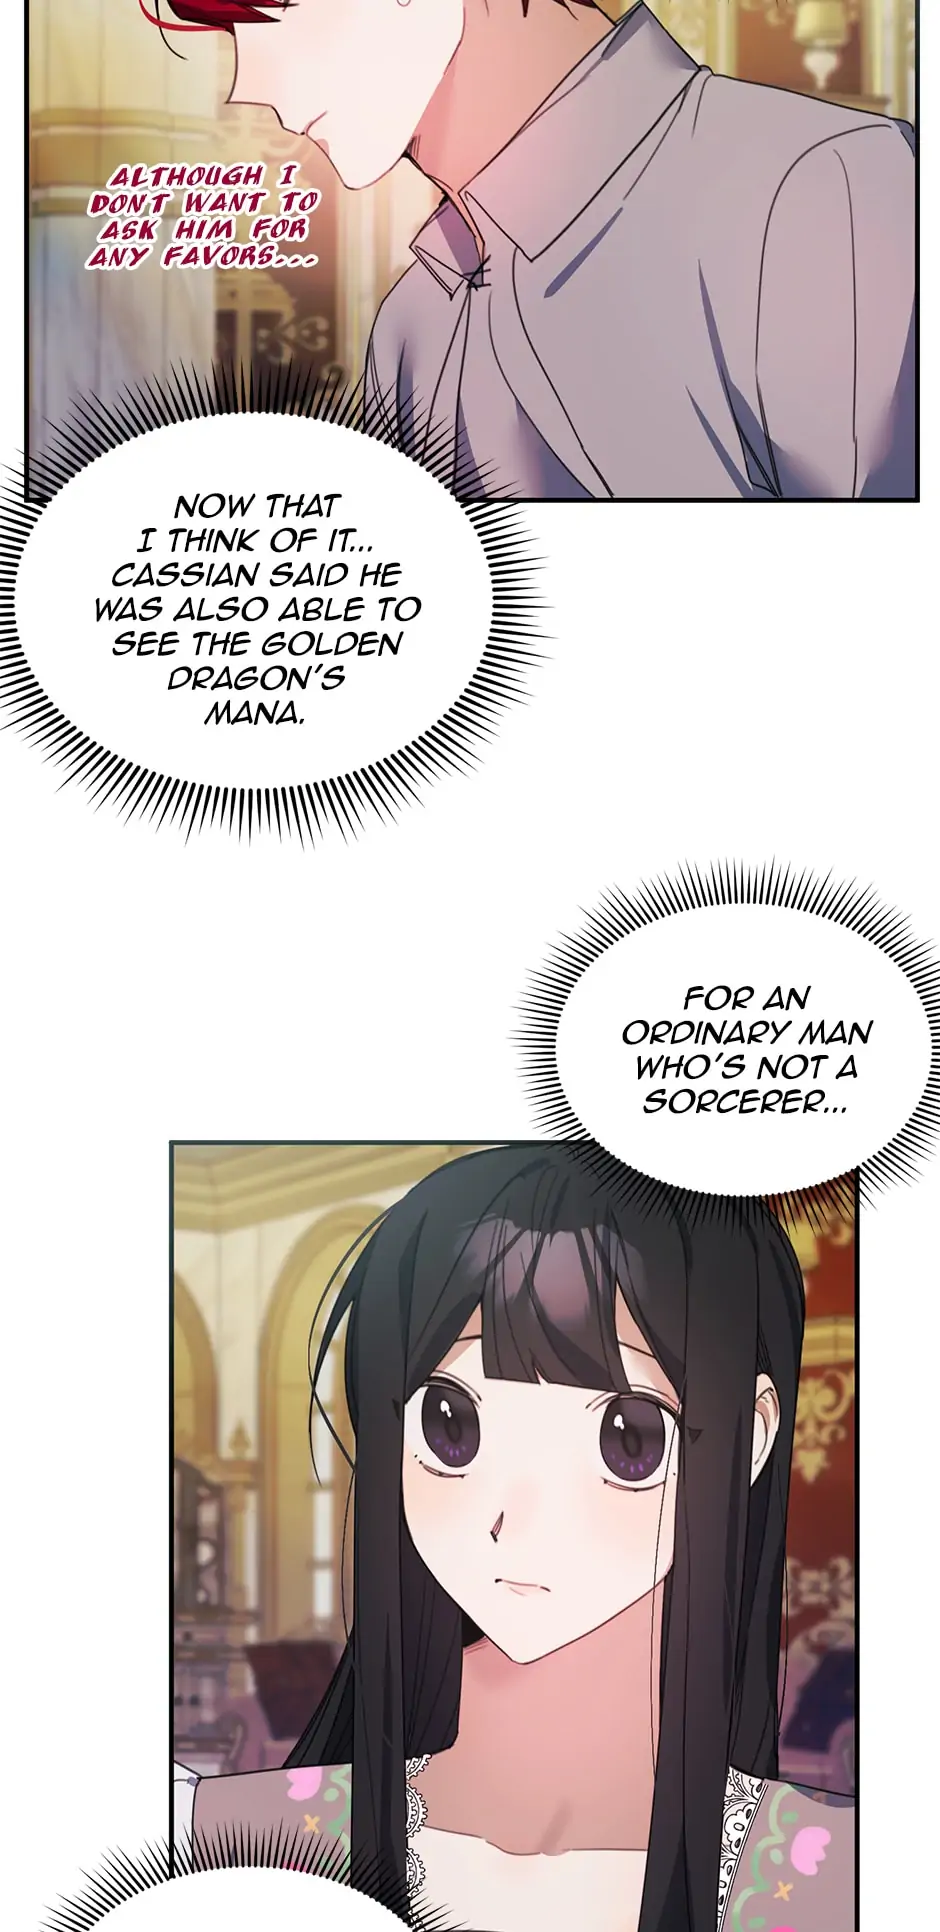 ALTHOUGH I
DON'T WANT TO
ASK HIM FOR
ANY FAVORS...
NOW THAT
I THINK OF IT...
CASSIAN SAID HE
WAS ALSO ABLE TO
SEE THE GOLDEN
DRAGON'S
MANA.
FOR AN
ORDINARY MAN
WHO'S NOT A
SORCERER...